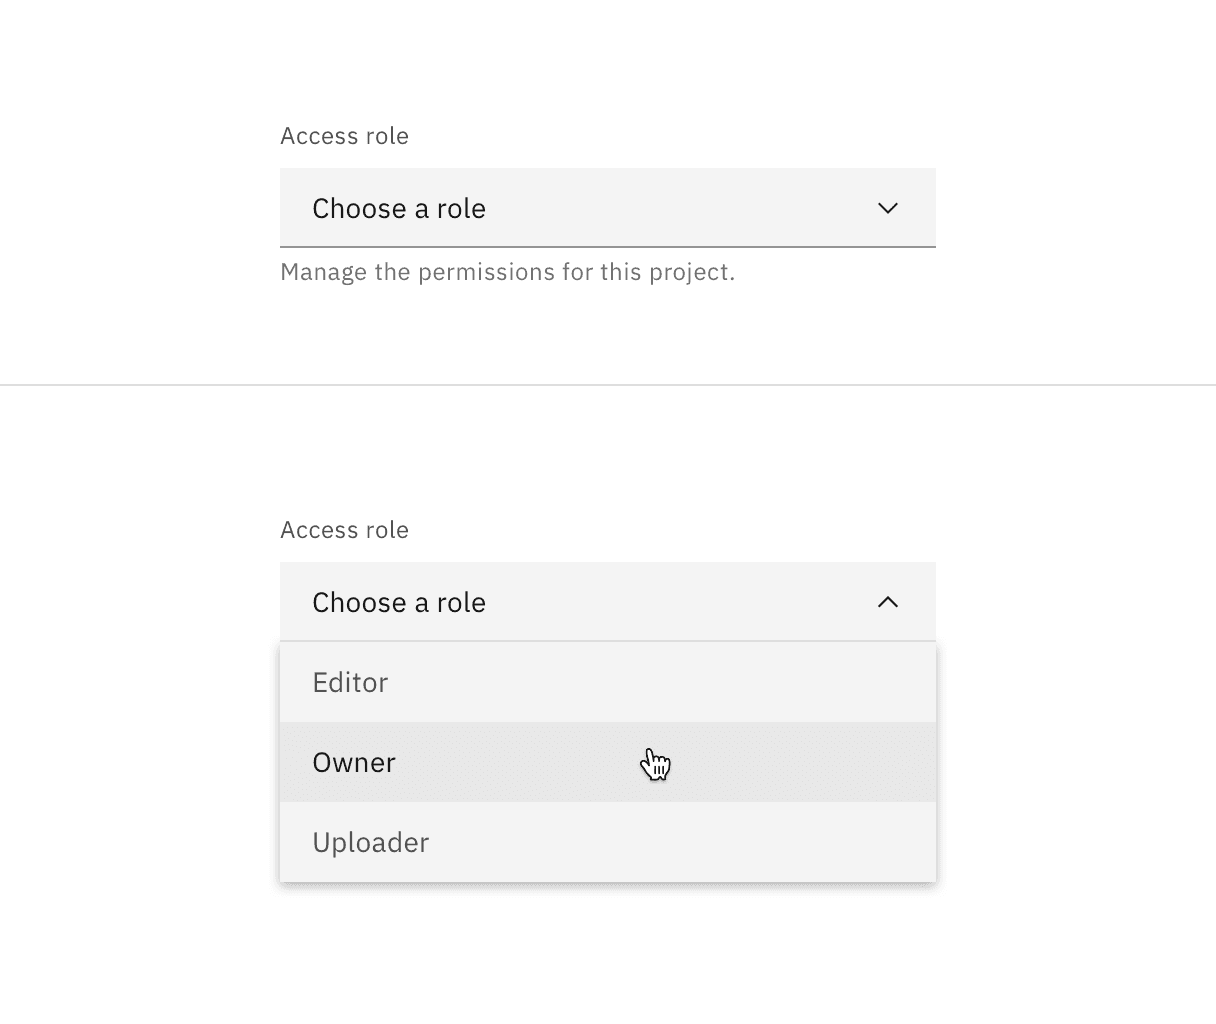 Access role
Choose a role
Manage the permissions for this project.
Access role
Choose a role
Editor
Owner
Uploader